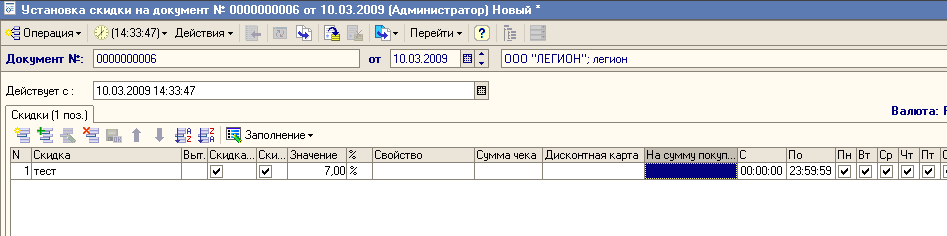 Установка скидки на документ № 0000000006 от 10.03.2009 (Администратор) Новый *
Операция (14:33:47) Действия Перейти ?
Документ №: 0000000006 от 10.03.2009 ООО "ЛЕГИОН"; легион
Действует с : 10.03.2009 14:33:47
Скидки (1 поз.) Валюта:
Заполнение
N Скидка Выт. Скидка... Ски... Значение % Свойство Сумма чека Дисконтная карта На сумму покуп... С По Пн Вт Ср Чт Пт
1 тест 7,00 % 00:00:00 23:59:59